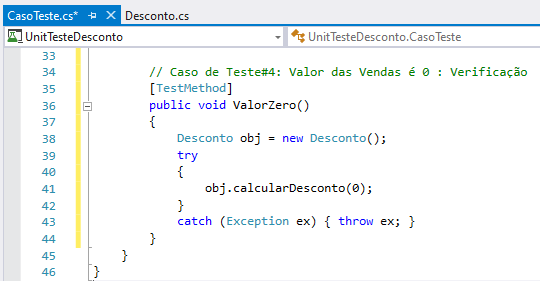 CasoTeste.cs* Desconto.cs
UnitTesteDesconto UnitTesteDesconto.CasoTeste
33
34 // Caso de Teste#4: Valor das Vendas é 0 : Verificação
35 [TestMethod]
36 public void ValorZero()
37 {
38 Desconto obj = new Desconto();
39 try
40 {
41 obj.calcularDesconto(0);
42 }
43 catch (Exception ex) { throw ex; }
44 }
45 }
46 }